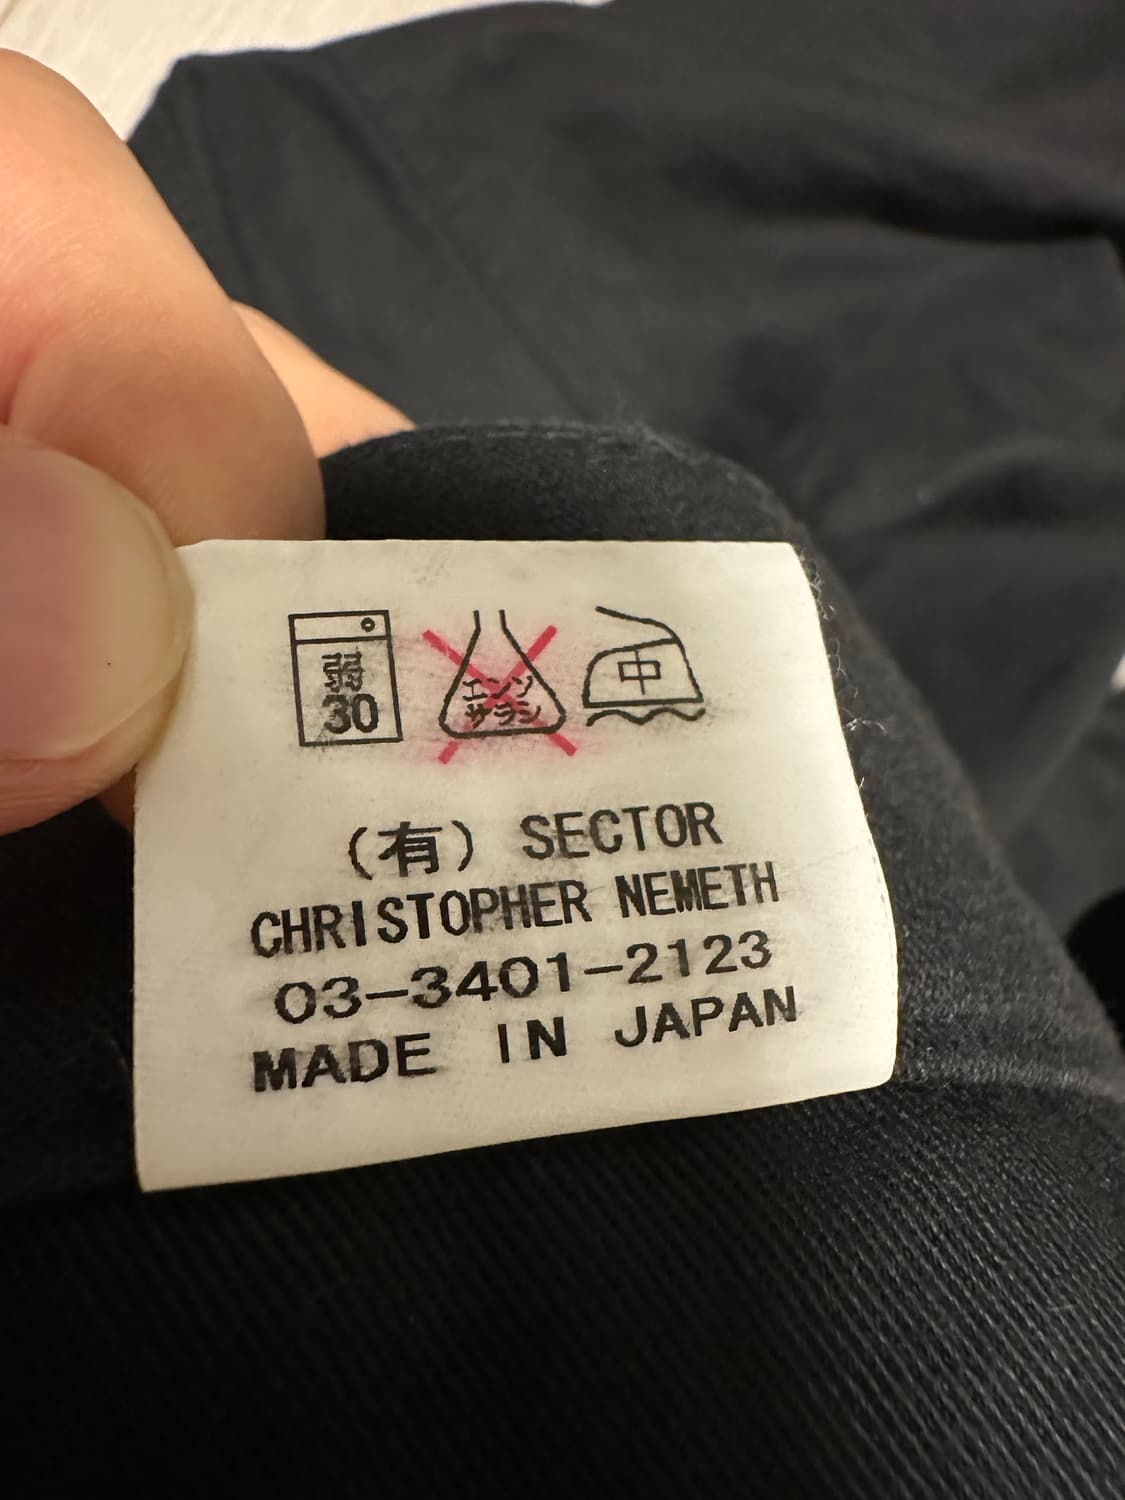 弱
30
エンソ
サラシ
中
(有) SECTOR
CHRISTOPHER NEMETH
03-3401-2123
MADE IN JAPAN